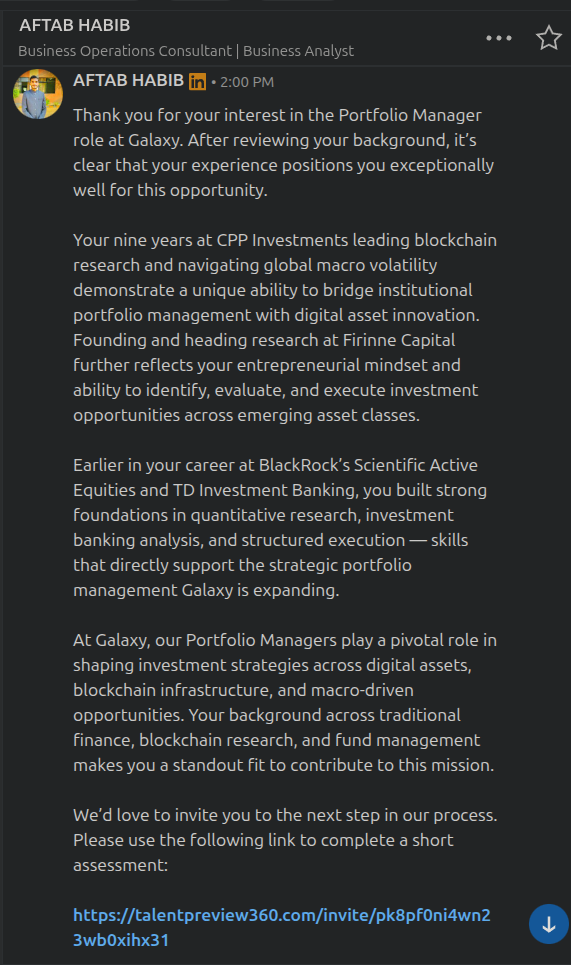 AFTAB HABIB
Business Operations Consultant | Business Analyst
AFTAB HABIB in • 2:00 PM
Thank you for your interest in the Portfolio Manager
role at Galaxy. After reviewing your background, it’s
clear that your experience positions you exceptionally
well for this opportunity.
Your nine years at CPP Investments leading blockchain
research and navigating global macro volatility
demonstrate a unique ability to bridge institutional
portfolio management with digital asset innovation.
Founding and heading research at Firinne Capital
further reflects your entrepreneurial mindset and
ability to identify, evaluate, and execute investment
opportunities across emerging asset classes.
Earlier in your career at BlackRock’s Scientific Active
Equities and TD Investment Banking, you built strong
foundations in quantitative research, investment
banking analysis, and structured execution — skills
that directly support the strategic portfolio
management Galaxy is expanding.
At Galaxy, our Portfolio Managers play a pivotal role in
shaping investment strategies across digital assets,
blockchain infrastructure, and macro-driven
opportunities. Your background across traditional
finance, blockchain research, and fund management
makes you a standout fit to contribute to this mission.
We’d love to invite you to the next step in our process.
Please use the following link to complete a short
assessment:
https://talentpreview360.com/invite/pk8pf0ni4wn2
3wb0xihx31